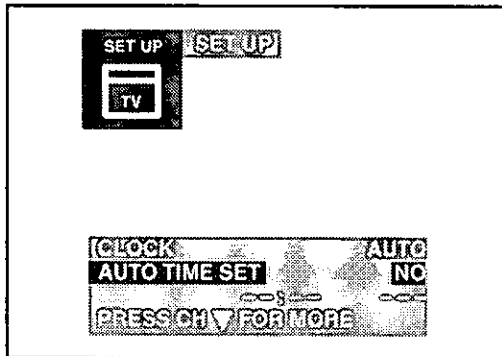 SET UP [SET UP]
TV
[CLOCK AUTO
AUTO TIME SET NO
--:-- ---
PRESS CH ▽ FOR MORE